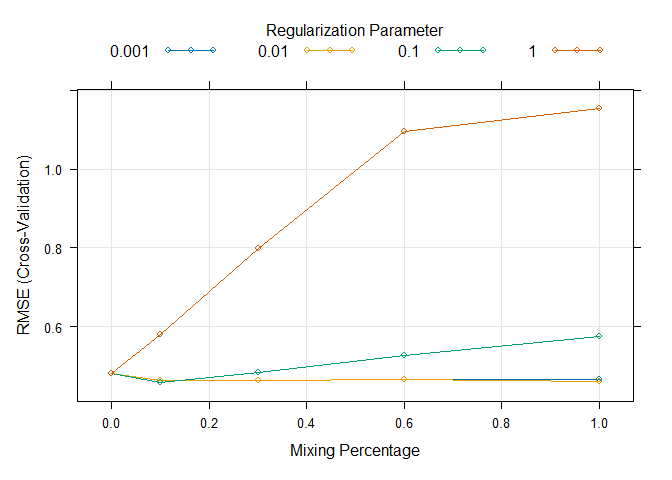 Regularization Parameter
0.001 0.01 0.1 1
RMSE (Cross-Validation)
1.0
0.8
0.6
0.0 0.2 0.4 0.6 0.8 1.0
Mixing Percentage